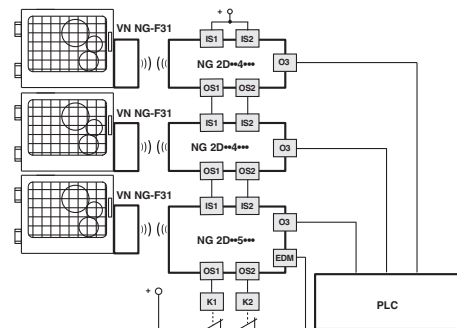 +
VN NG-F31
IS1 IS2
NG 2D••4•••
O3
OS1 OS2
VN NG-F31
IS1 IS2
NG 2D••4•••
O3
OS1 OS2
VN NG-F31
IS1 IS2
NG 2D••5•••
O3
EDM
OS1 OS2
+
K1 K2
PLC